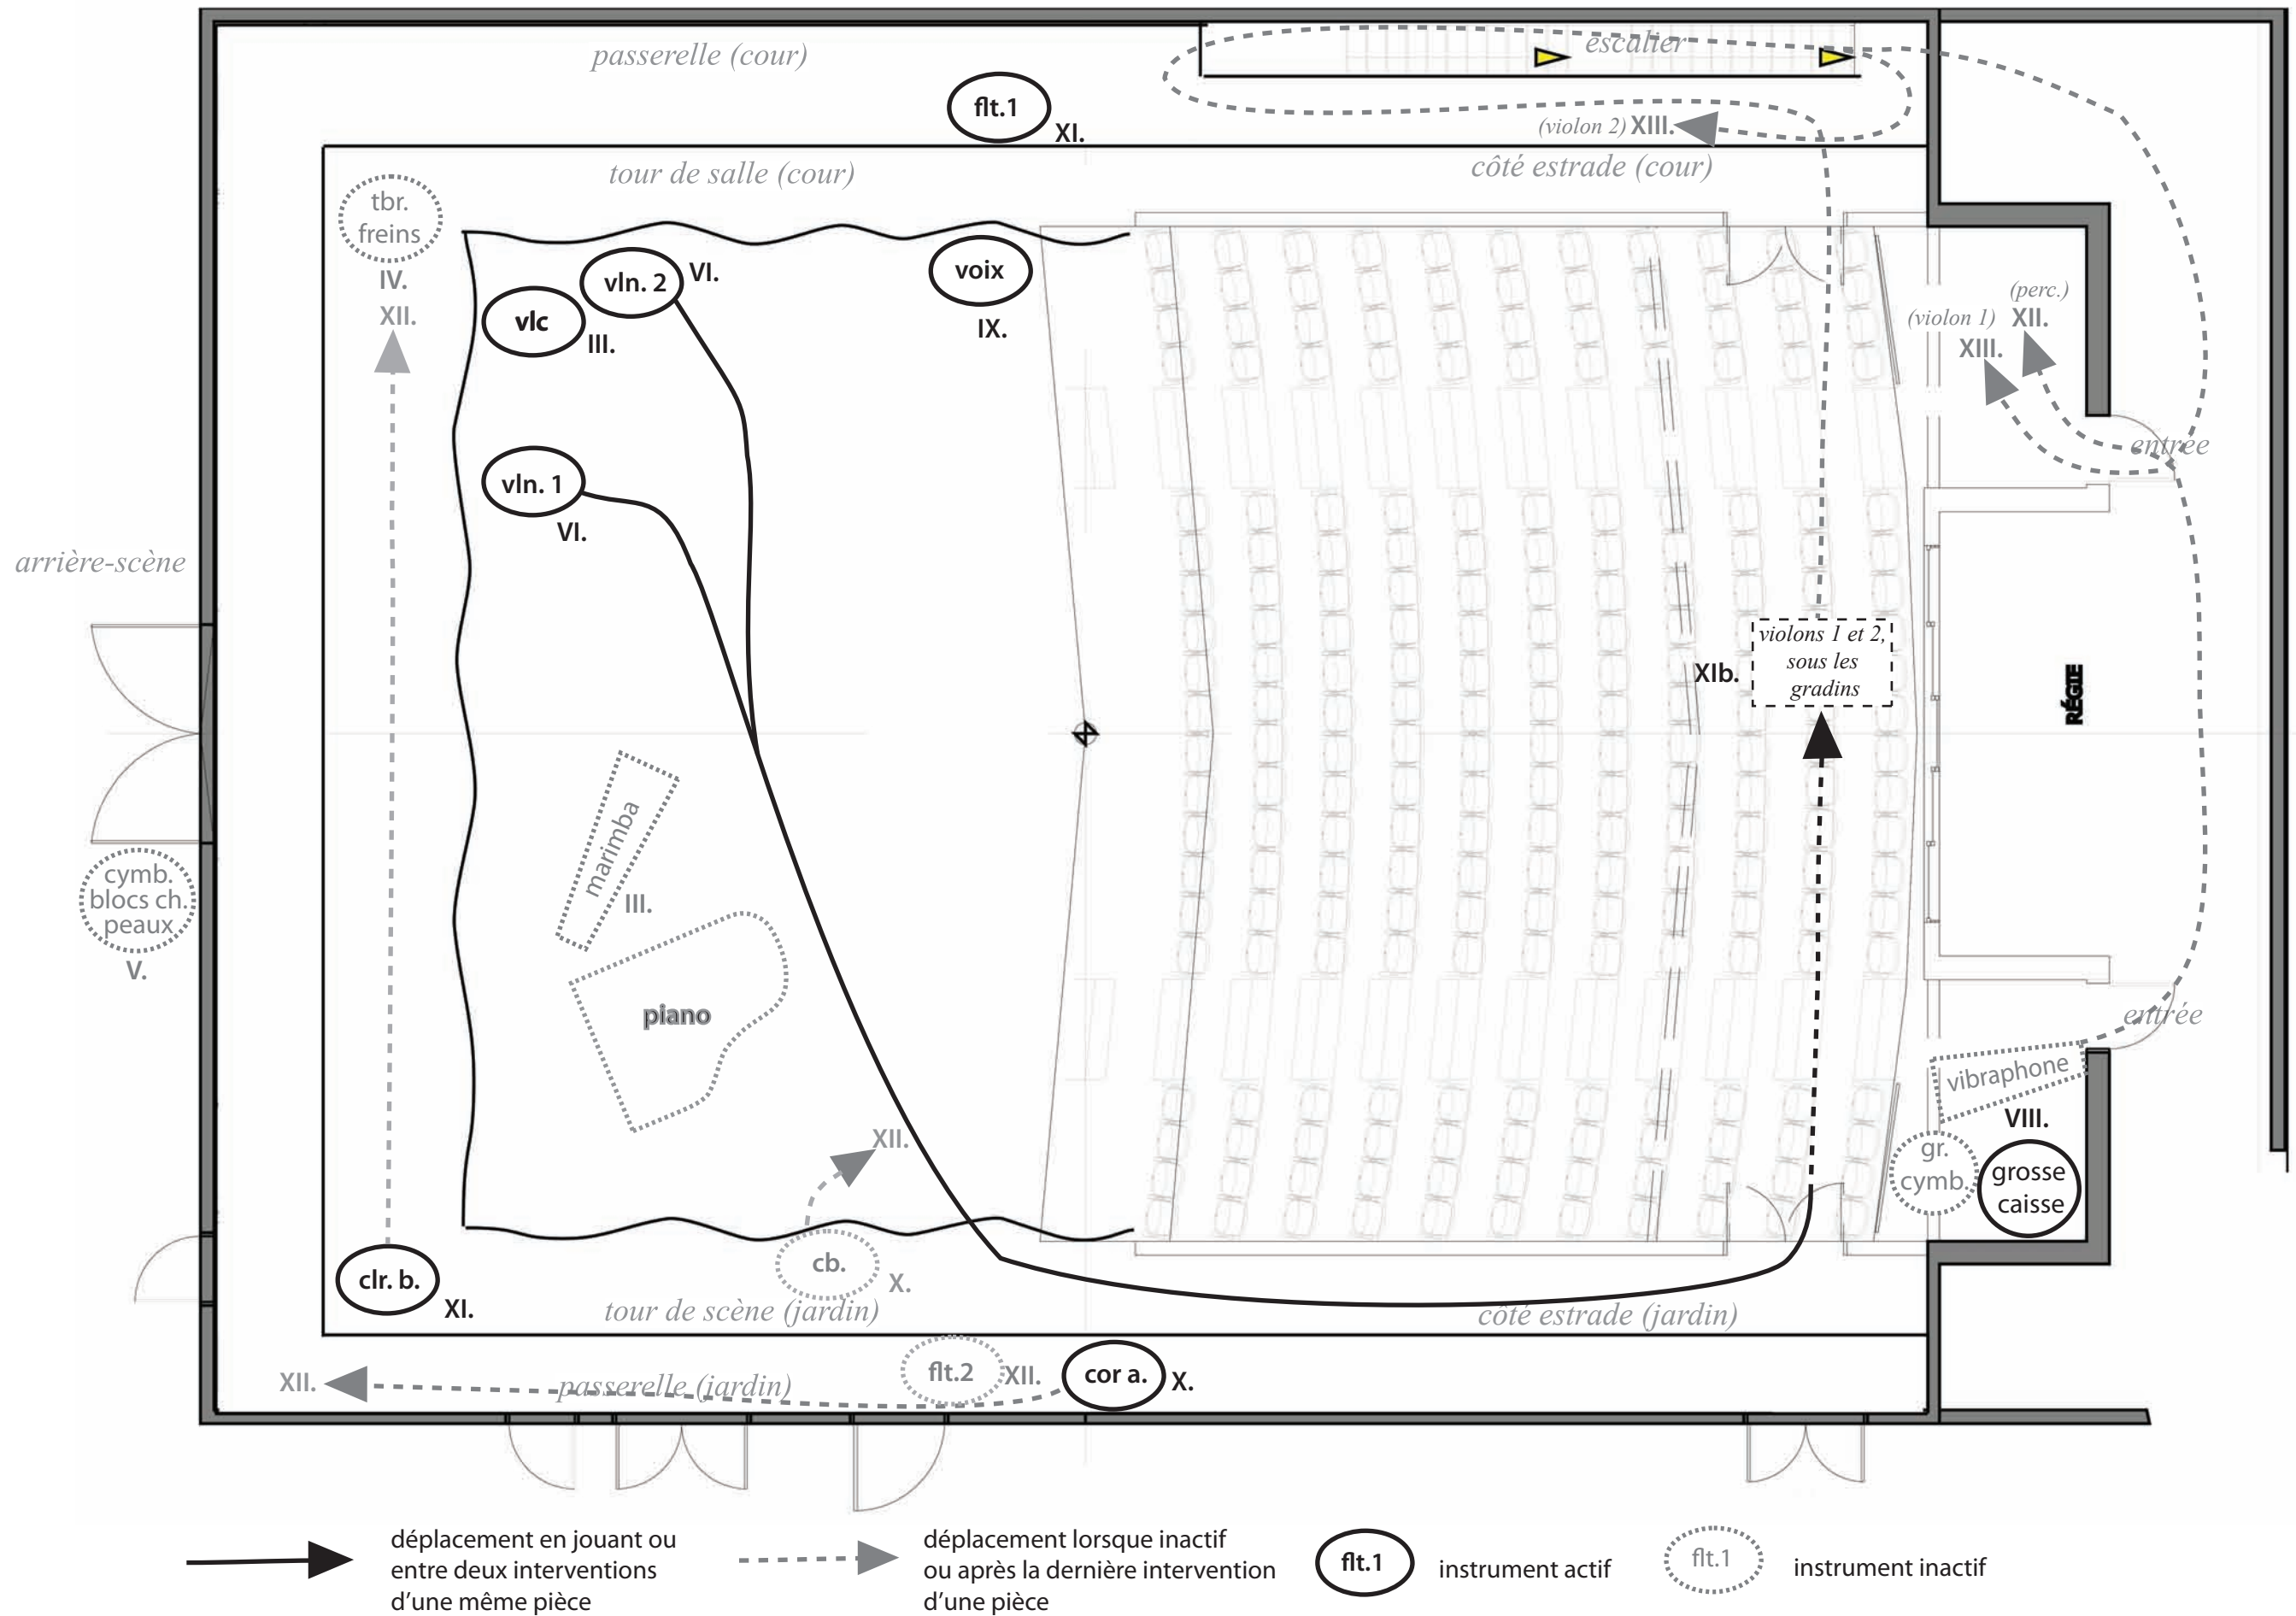 passerelle (cour)
escalier
flt.1
XI.
(violon 2) XIII.
tour de salle (cour)
côté estrade (cour)
tbr.
freins
IV.
XII.
vln. 2
VI.
vlc
III.
voix
IX.
(perc.)
(violon 1) XII.
XIII.
entrée
vln. 1
VI.
arrière-scène
violons 1 et 2,
sous les
gradins
XIb.
RÉGIE
marimba
III.
cymb.
blocs ch.
peaux
V.
piano
entrée
vibraphone
VIII.
gr.
cymb.
grosse
caisse
XII.
cb.
X.
clr. b.
XI.
tour de scène (jardin)
côté estrade (jardin)
XII.
passerelle (jardin)
flt.2
XII.
cor a.
X.
déplacement en jouant ou
entre deux interventions
d'une même pièce
déplacement lorsque inactif
ou après la dernière intervention
d'une pièce
flt.1
instrument actif
flt.1
instrument inactif